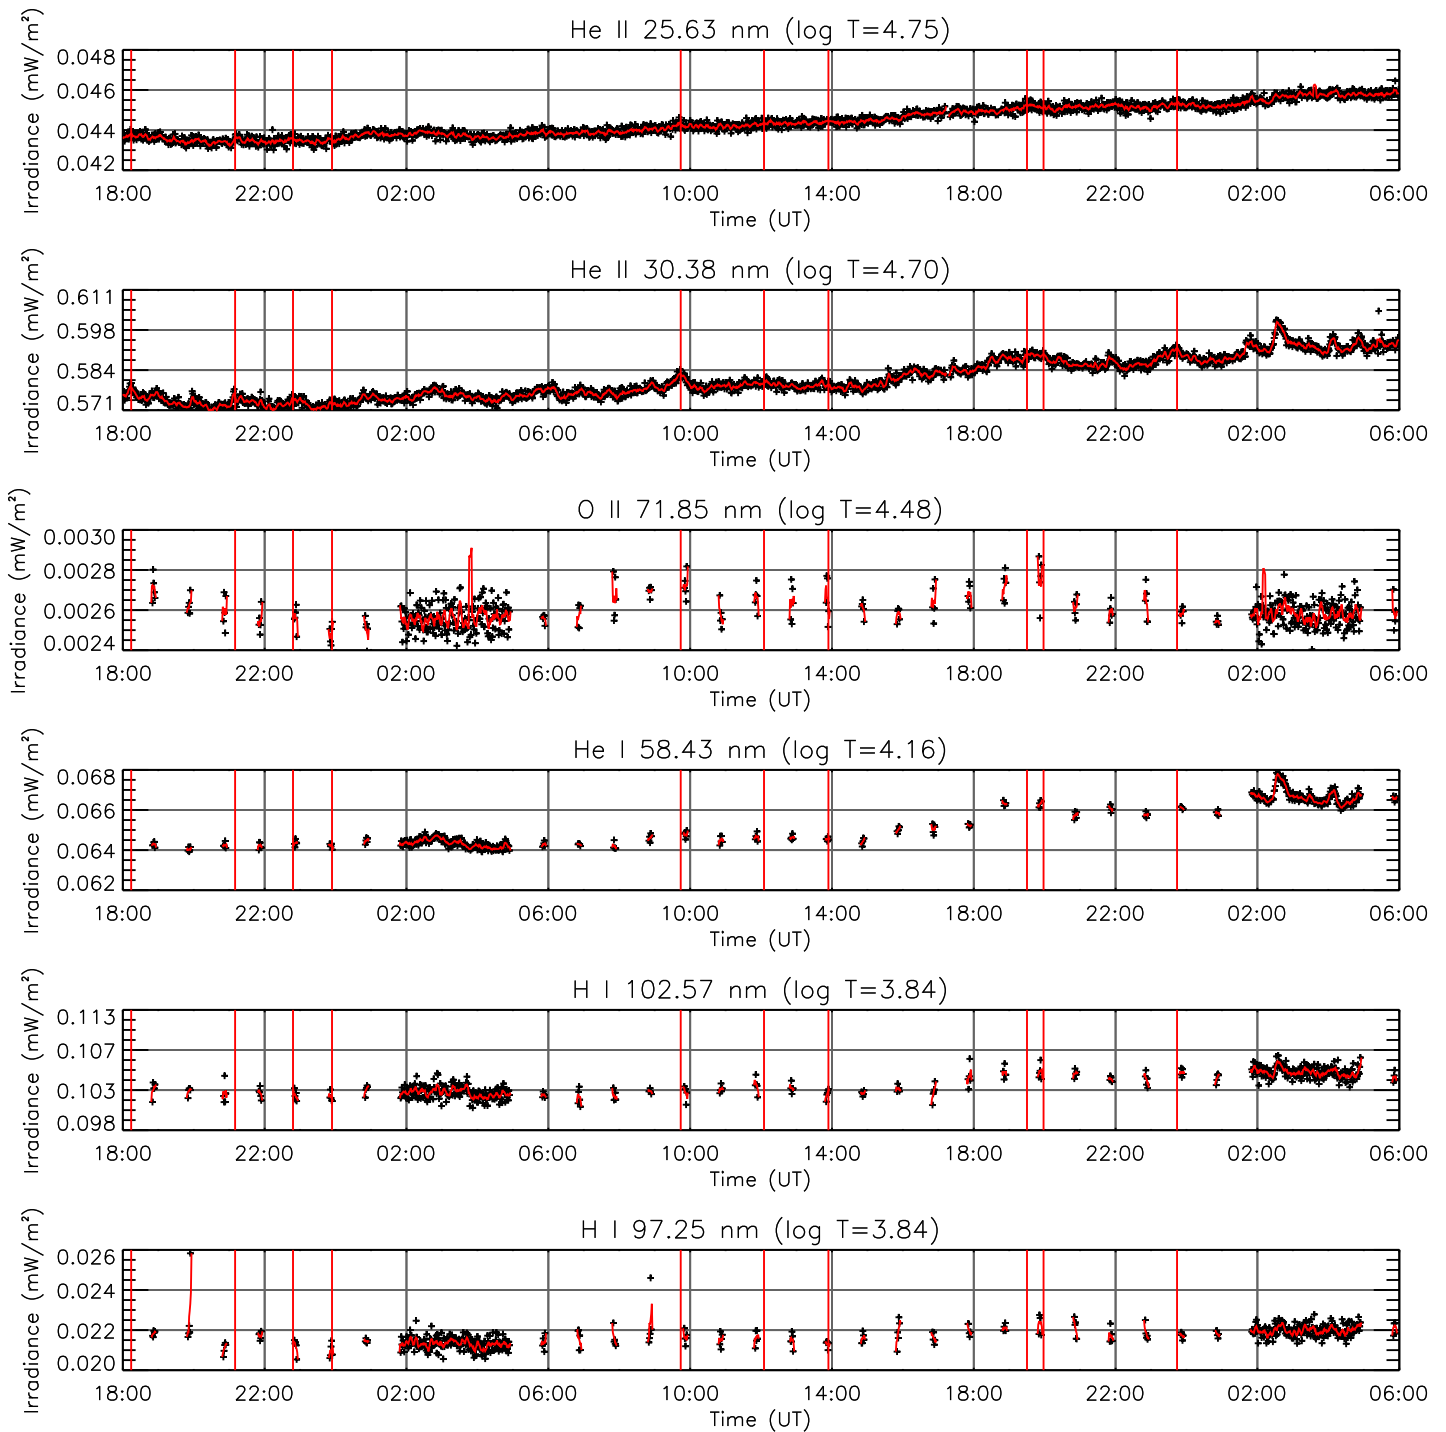 He II 25.63 nm (log T=4.75)
Irradiance (mW/m²)
0.048
0.046
0.044
0.042
18:00 22:00 02:00 06:00 10:00 14:00 18:00 22:00 02:00 06:00
Time (UT)
He II 30.38 nm (log T=4.70)
Irradiance (mW/m²)
0.611
0.598
0.584
0.571
18:00 22:00 02:00 06:00 10:00 14:00 18:00 22:00 02:00 06:00
Time (UT)
O II 71.85 nm (log T=4.48)
Irradiance (mW/m²)
0.0030
0.0028
0.0026
0.0024
18:00 22:00 02:00 06:00 10:00 14:00 18:00 22:00 02:00 06:00
Time (UT)
He I 58.43 nm (log T=4.16)
Irradiance (mW/m²)
0.068
0.066
0.064
0.062
18:00 22:00 02:00 06:00 10:00 14:00 18:00 22:00 02:00 06:00
Time (UT)
H I 102.57 nm (log T=3.84)
Irradiance (mW/m²)
0.113
0.107
0.103
0.098
18:00 22:00 02:00 06:00 10:00 14:00 18:00 22:00 02:00 06:00
Time (UT)
H I 97.25 nm (log T=3.84)
Irradiance (mW/m²)
0.026
0.024
0.022
0.020
18:00 22:00 02:00 06:00 10:00 14:00 18:00 22:00 02:00 06:00
Time (UT)